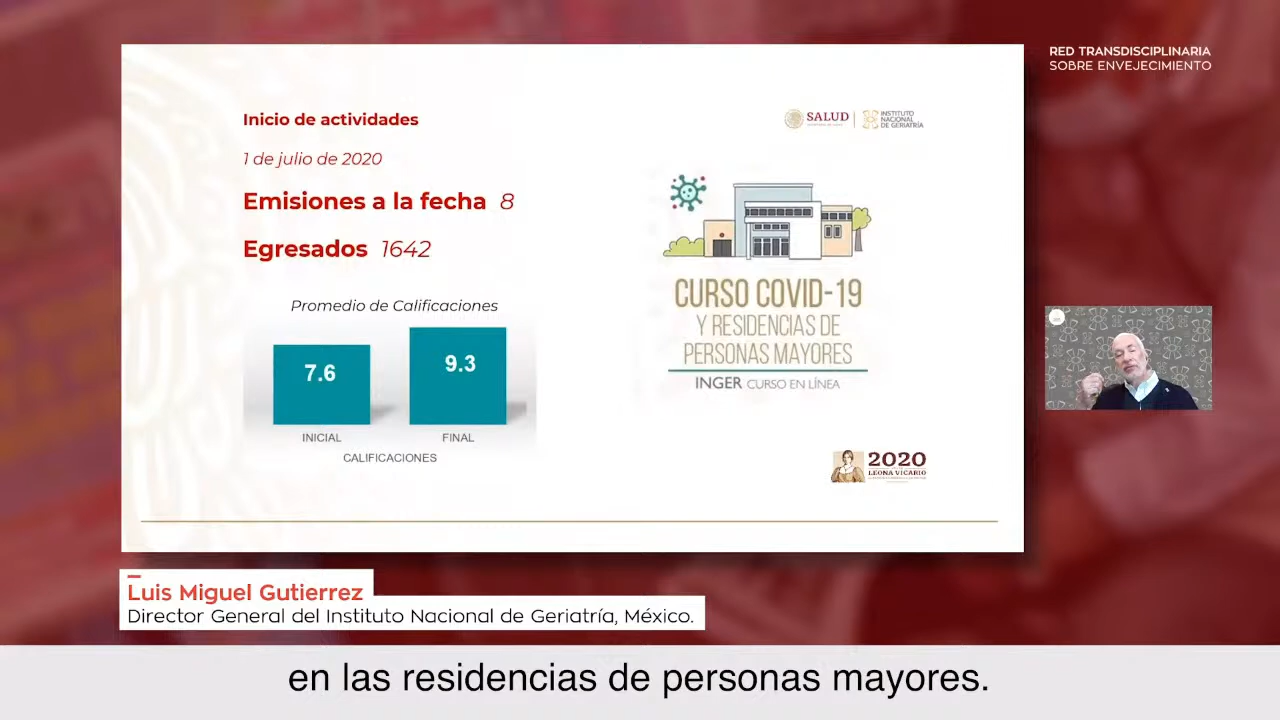 RED TRANSDISCIPLINARIA
SOBRE ENVEJECIMIENTO
Inicio de actividades
1 de julio de 2020
Emisiones a la fecha 8
Egresados 1642
Promedio de Calificaciones
7.6
9.3
INICIAL
FINAL
CALIFICACIONES
SALUD
INSTITUTO
NACIONAL
DE GERIATRÍA
CURSO COVID-19
Y RESIDENCIAS DE
PERSONAS MAYORES
INGER CURSO EN LÍNEA
2020
LEONA VICARIO
Luis Miguel Gutierrez
Director General del Instituto Nacional de Geriatría, México.
en las residencias de personas mayores.